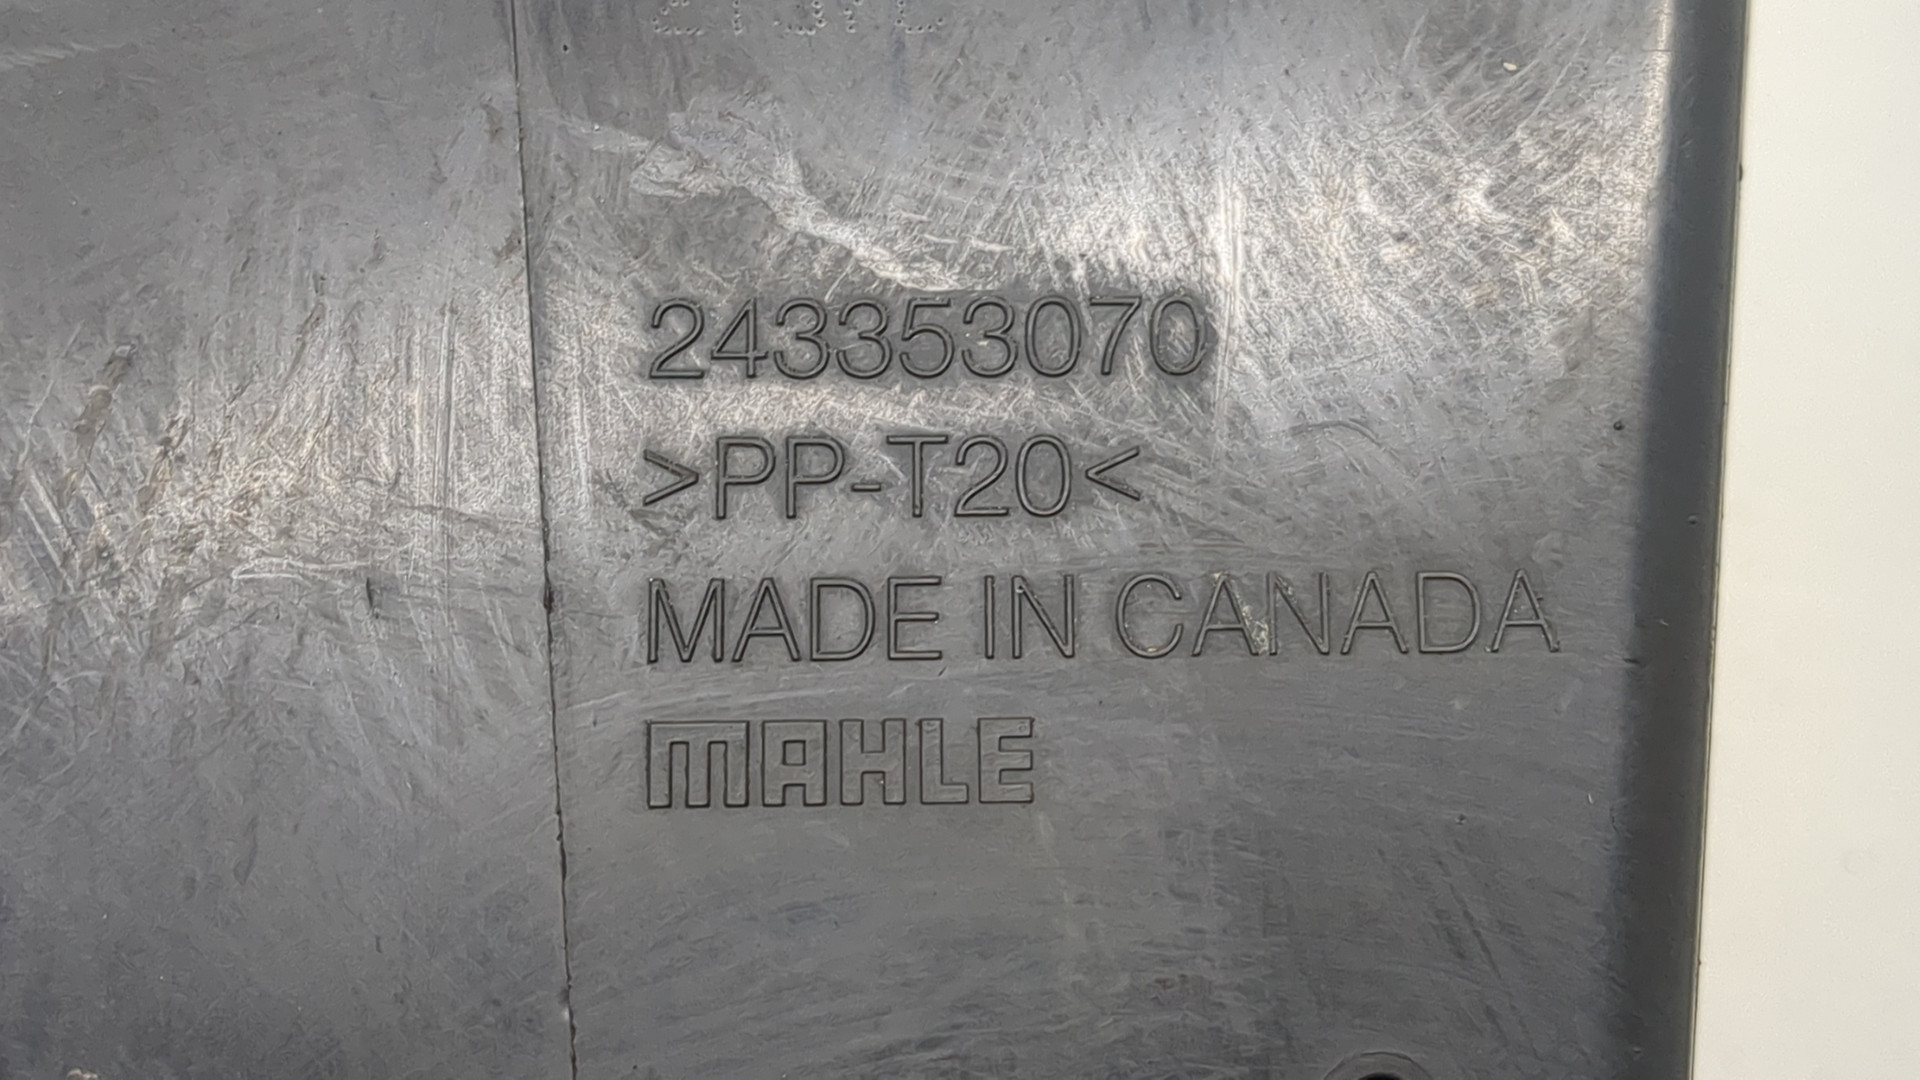 243353070
>PP-T20<
MADE IN CANADA
MAHLE